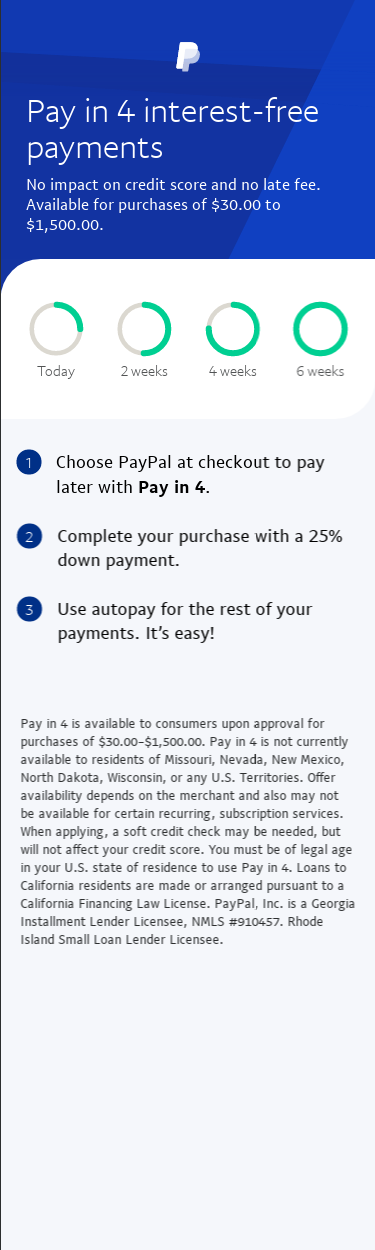 Pay in 4 interest-free
payments
No impact on credit score and no late fee.
Available for purchases of $30.00 to
$1,500.00.
Today
2 weeks
4 weeks
6 weeks
1 Choose PayPal at checkout to pay
later with Pay in 4.
2 Complete your purchase with a 25%
down payment.
3 Use autopay for the rest of your
payments. It’s easy!
Pay in 4 is available to consumers upon approval for
purchases of $30.00–$1,500.00. Pay in 4 is not currently
available to residents of Missouri, Nevada, New Mexico,
North Dakota, Wisconsin, or any U.S. Territories. Offer
availability depends on the merchant and also may not
be available for certain recurring, subscription services.
When applying, a soft credit check may be needed, but
will not affect your credit score. You must be of legal age
in your U.S. state of residence to use Pay in 4. Loans to
California residents are made or arranged pursuant to a
California Financing Law License. PayPal, Inc. is a Georgia
Installment Lender Licensee, NMLS #910457. Rhode
Island Small Loan Lender Licensee.